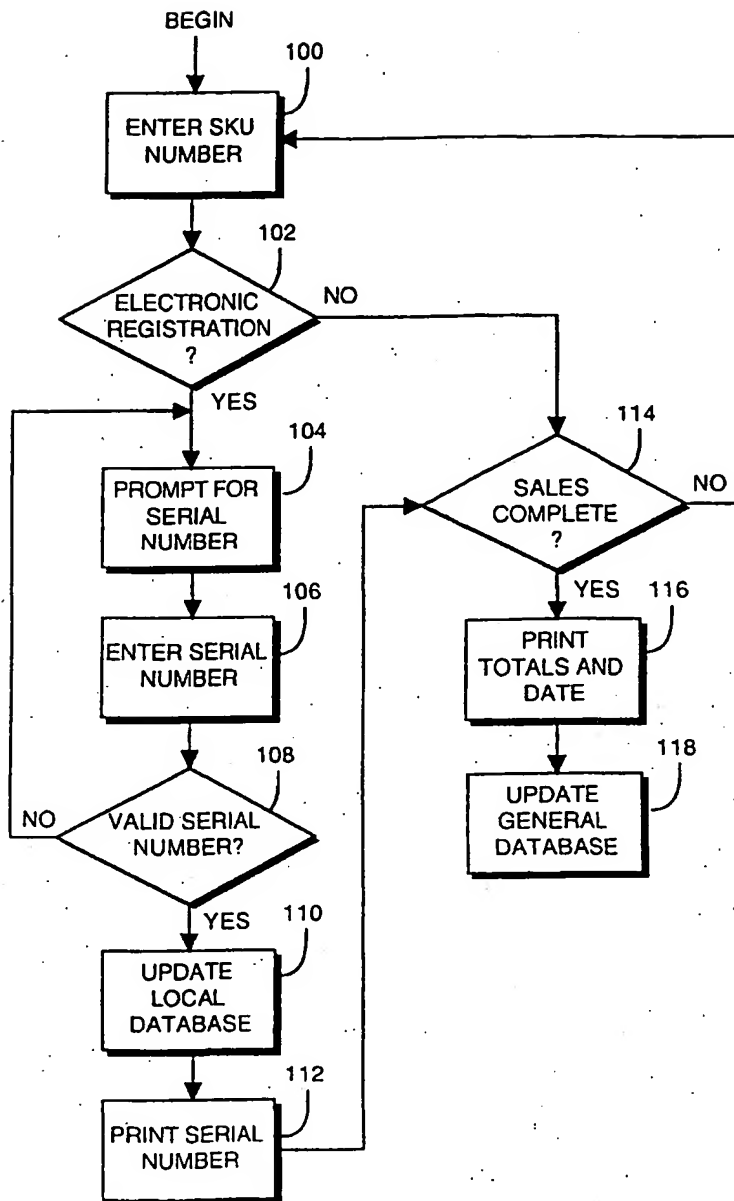 BEGIN
100
ENTER SKU
NUMBER
102
ELECTRONIC
REGISTRATION
?
NO
YES
104
PROMPT FOR
SERIAL
NUMBER
106
ENTER SERIAL
NUMBER
108
VALID SERIAL
NUMBER?
NO
YES
110
UPDATE
LOCAL
DATABASE
112
PRINT SERIAL
NUMBER
114
SALES
COMPLETE
?
NO
YES
116
PRINT
TOTALS AND
DATE
118
UPDATE
GENERAL
DATABASE